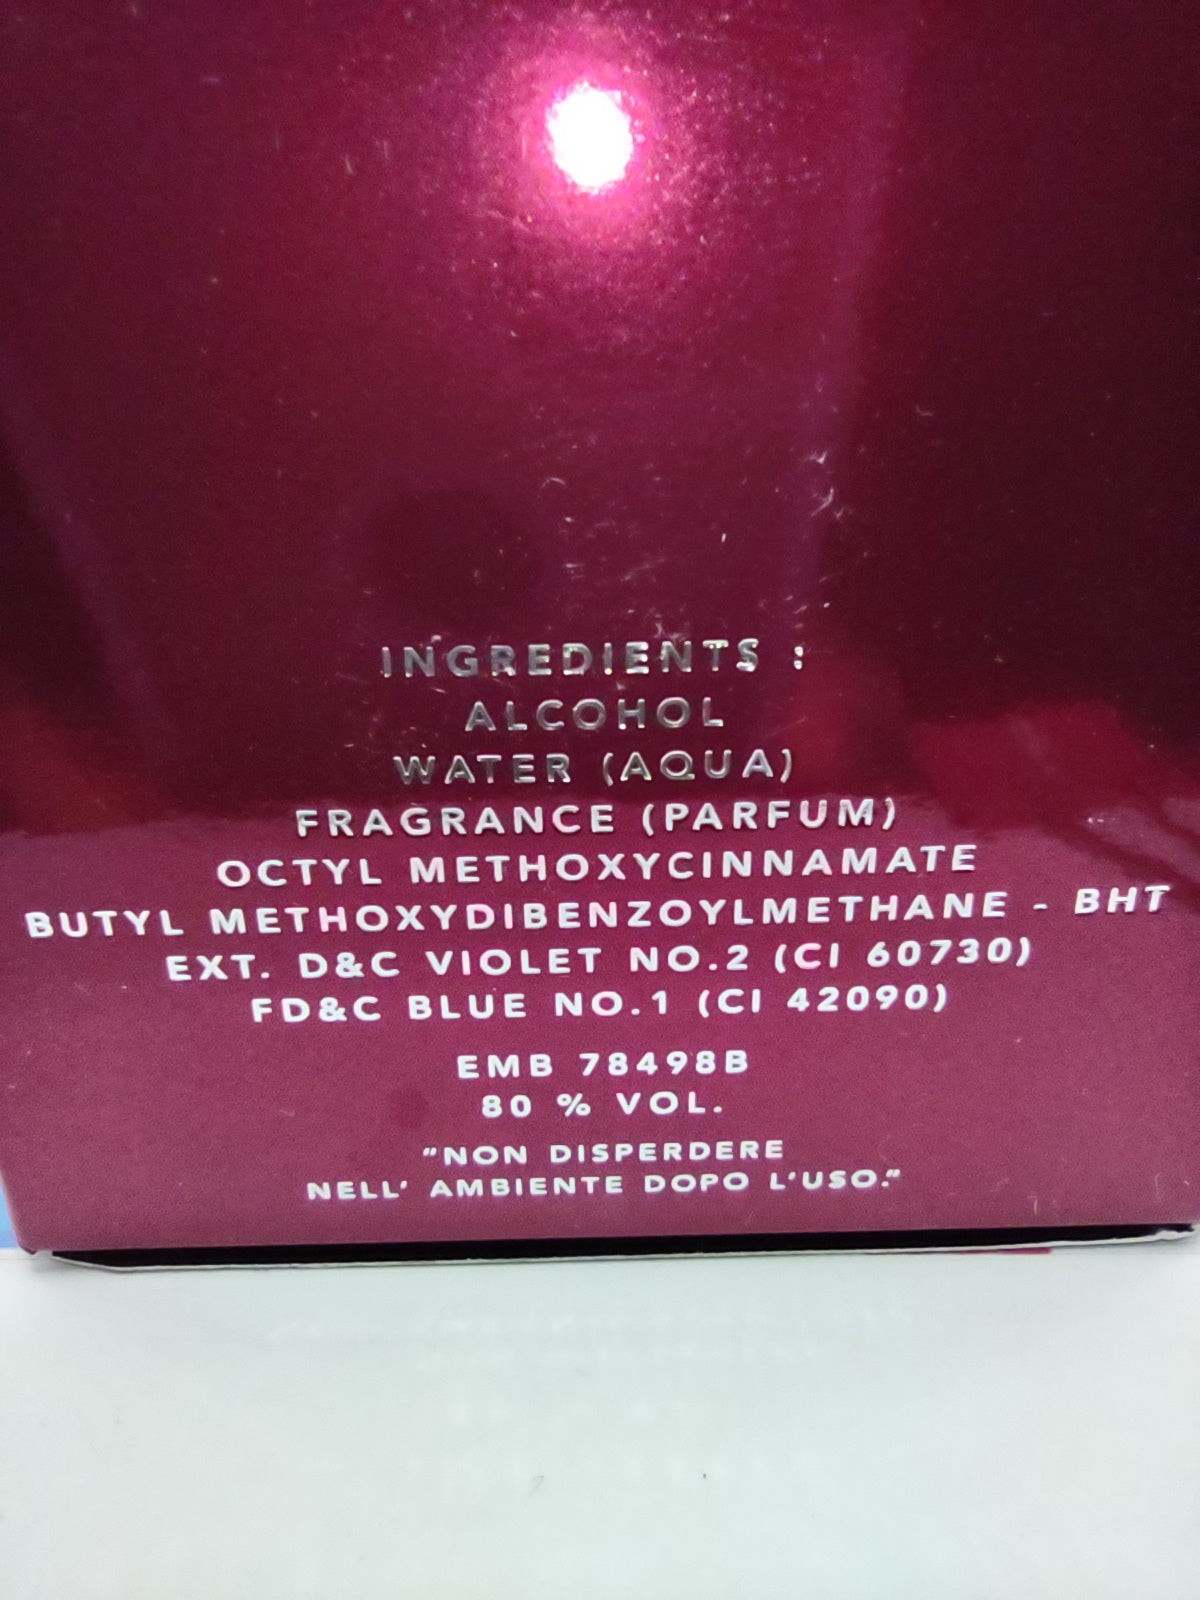 INGREDIENTS :
ALCOHOL
WATER (AQUA)
FRAGRANCE (PARFUM)
OCTYL METHOXYCINNAMATE
BUTYL METHOXYDIBENZOYLMETHANE - BHT
EXT. D&C VIOLET NO.2 (CI 60730)
FD&C BLUE NO.1 (CI 42090)
EMB 78498B
80 % VOL.
"NON DISPERDERE
NELL' AMBIENTE DOPO L'USO."